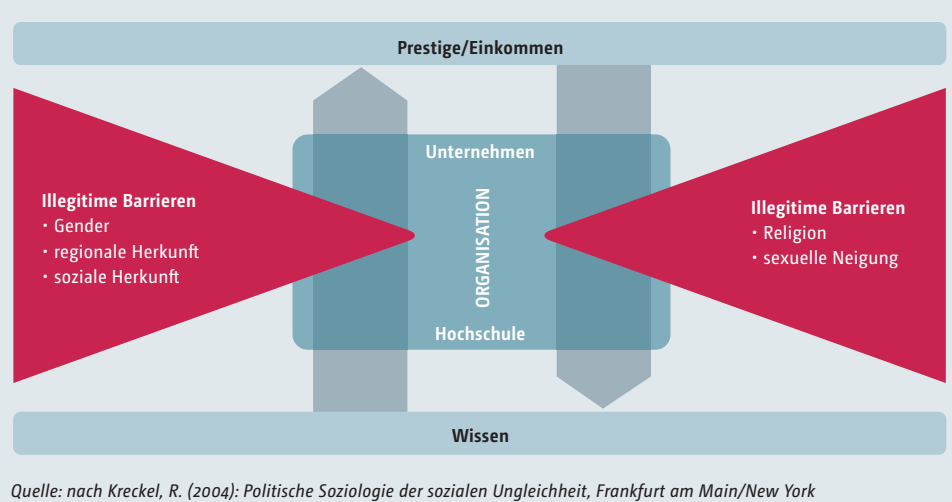 Prestige/Einkommen
Unternehmen
ORGANISATION
Hochschule
Illegitime Barrieren
· Gender
· regionale Herkunft
· soziale Herkunft
Illegitime Barrieren
· Religion
· sexuelle Neigung
Wissen
Quelle: nach Kreckel, R. (2004): Politische Soziologie der sozialen Ungleichheit, Frankfurt am Main/New York